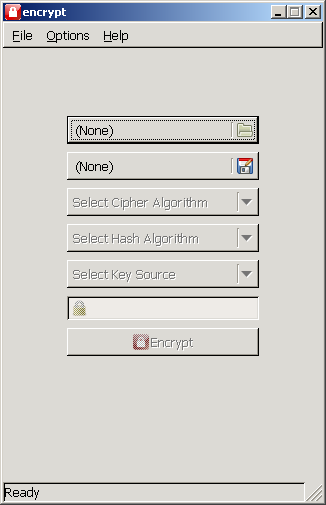 encrypt
File Options Help
(None)
(None)
Select Cipher Algorithm
Select Hash Algorithm
Select Key Source
Encrypt
Ready